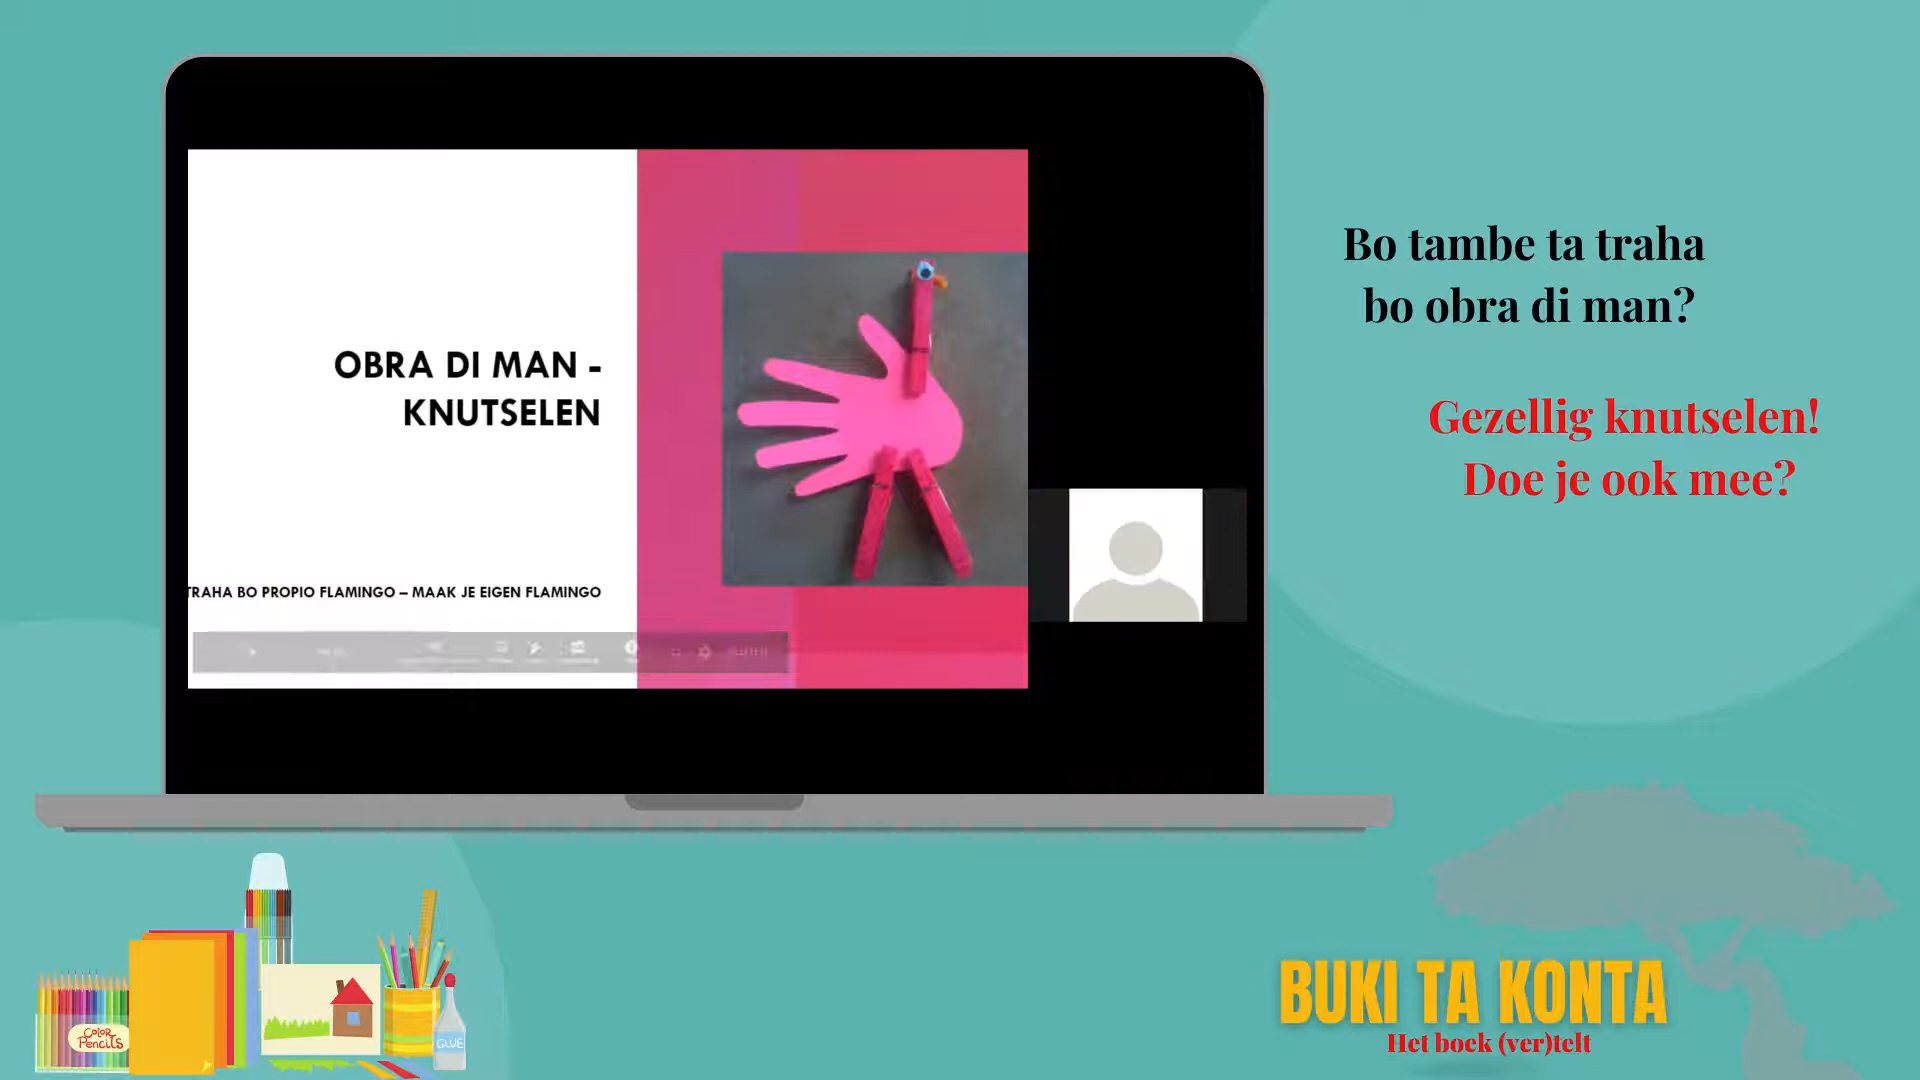 OBRA DI MAN -
KNUTSELEN
TRAHA BO PROPIO FLAMINGO – MAAK JE EIGEN FLAMINGO
Bo tambe ta traha
bo obra di man?
Gezellig knutselen!
Doe je ook mee?
COLOR
PENCILS
GLUE
BUKI TA KONTA
Het boek (ver)telt